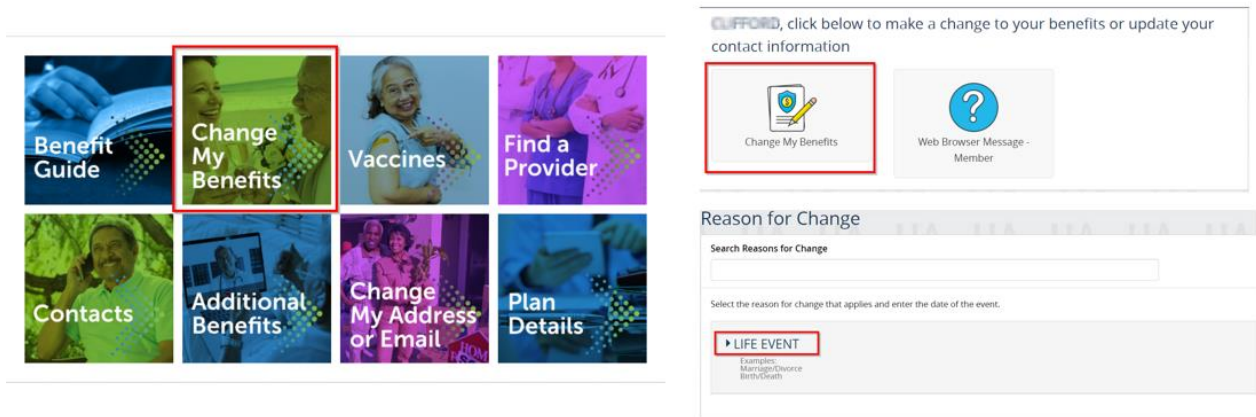 Benefit
Guide
Change
My
Benefits
Vaccines
Find a
Provider
Contacts
Additional
Benefits
Change
My Address
or Email
Plan
Details
, click below to make a change to your benefits or update your
contact information
Change My Benefits
Web Browser Message -
Member
Reason for Change
Search Reasons for Change
Select the reason for change that applies and enter the date of the event.
LIFE EVENT
Examples:
Marriage/Divorce
Birth/Death